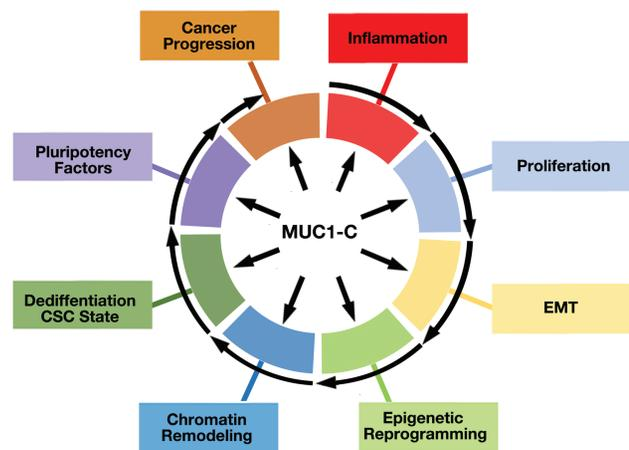 Cancer
Progression
Inflammation
Pluripotency
Factors
Proliferation
MUC1-C
Dediffentiation
CSC State
EMT
Chromatin
Remodeling
Epigenetic
Reprogramming